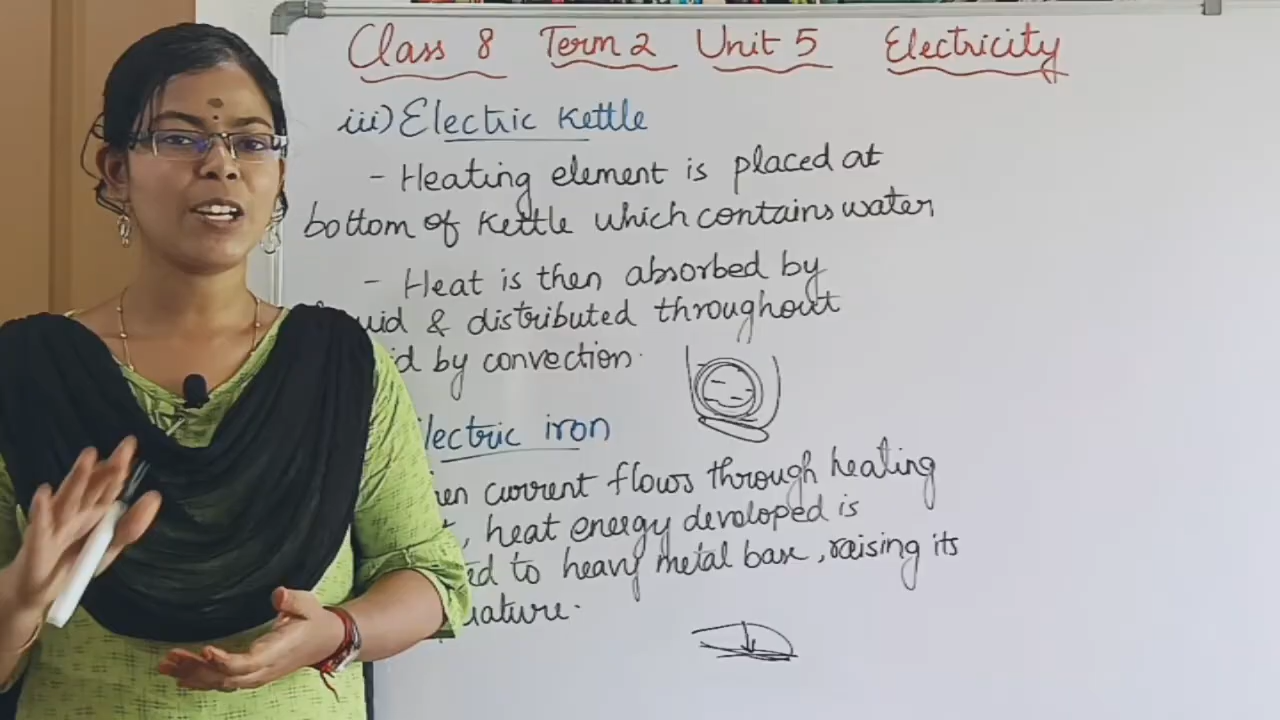 Class 8 Term 2 Unit 5 Electricity
iii) Electric Kettle
- Heating element is placed at
bottom of Kettle which contains water
- Heat is then absorbed by
& distributed throughout
by convection.
iron
current flows through heating
, heat energy developed is
to heavy metal base, raising its